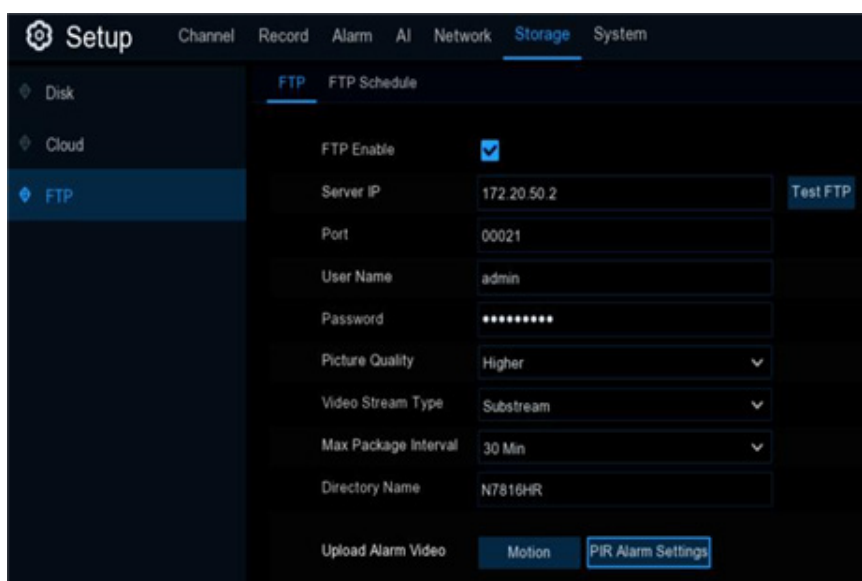 Setup Channel Record Alarm AI Network Storage System
Disk
Cloud
FTP
FTP FTP Schedule
FTP Enable
Server IP 172.20.50.2 Test FTP
Port 00021
User Name admin
Password •••••••••
Picture Quality Higher
Video Stream Type Substream
Max Package Interval 30 Min
Directory Name N7816HR
Upload Alarm Video Motion PIR Alarm Settings